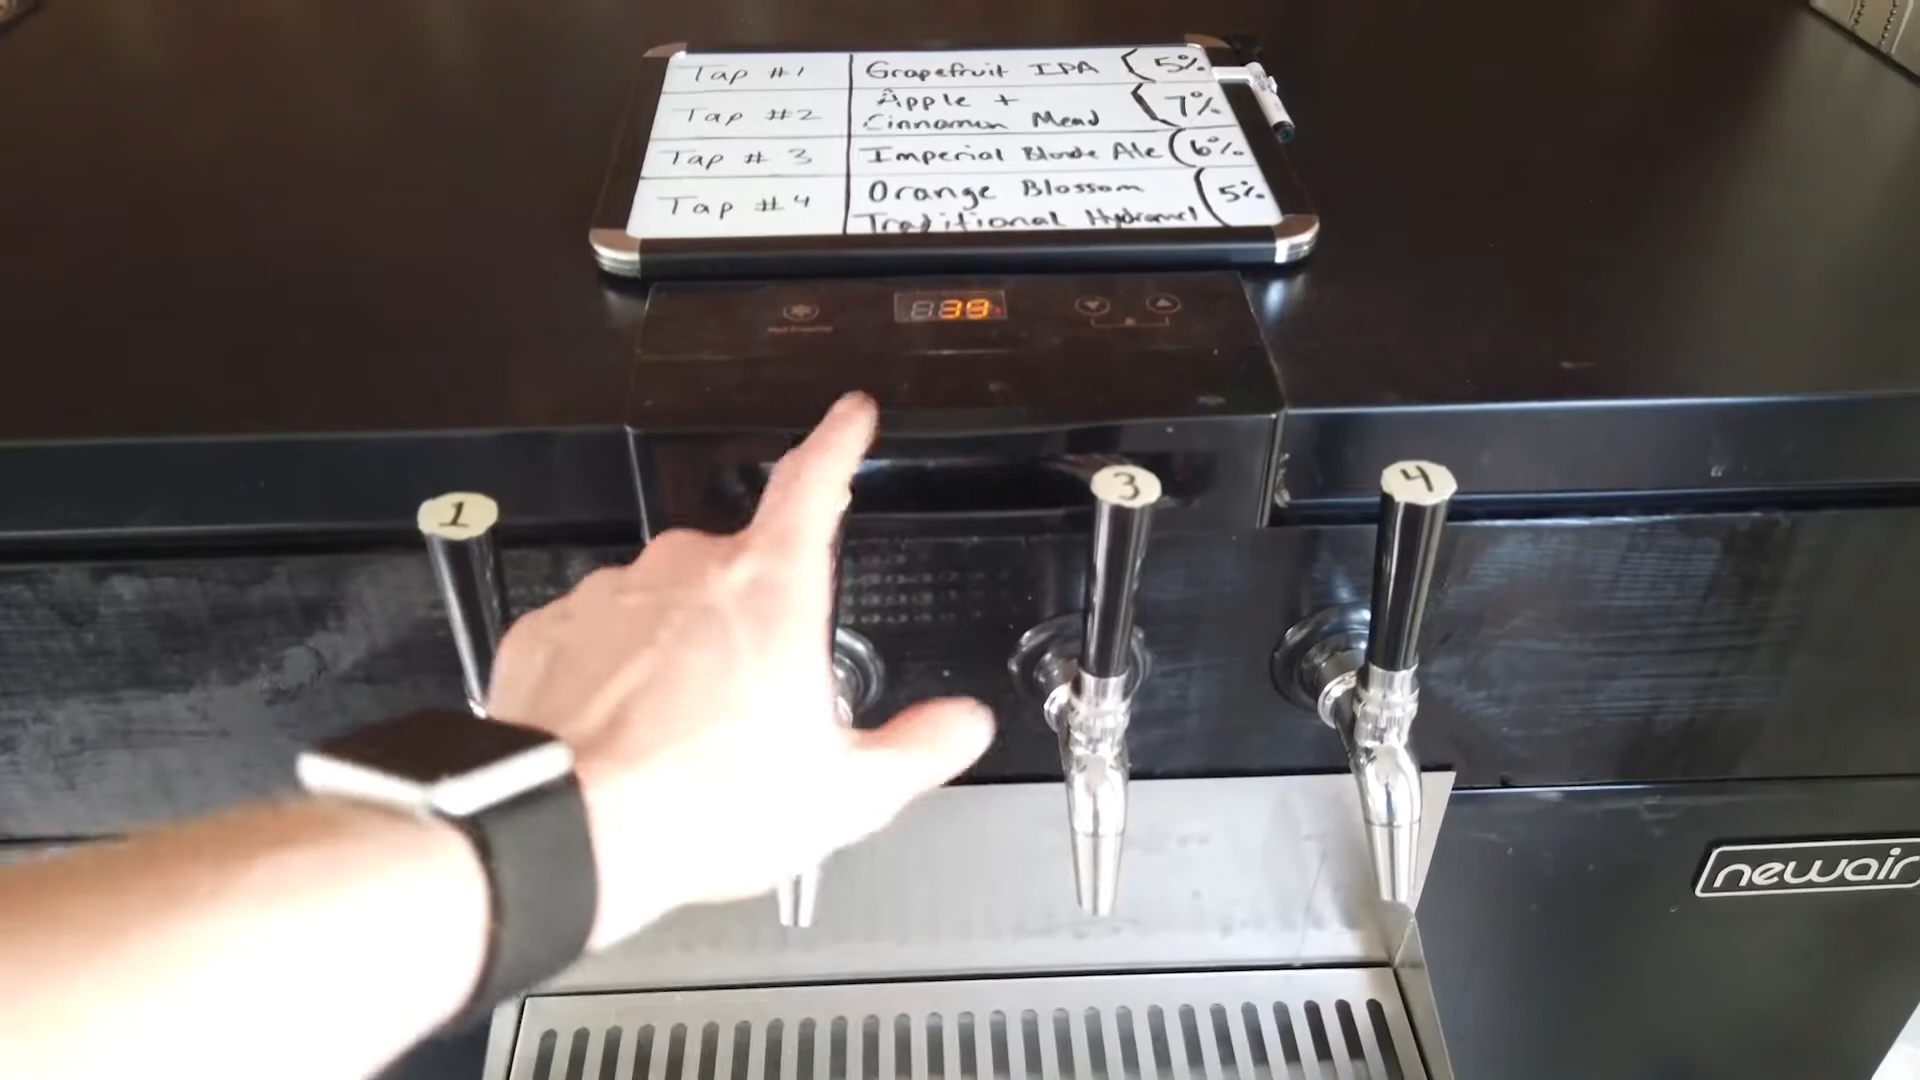 Tap #1 Grapefruit IPA (5%
Tap #2 Apple +
Cinnamon Mead (7%
Tap #3 Imperial Blonde Ale (6%
Tap #4 Orange Blossom
Traditional Hydromel (5%
39
1
3
4
newair